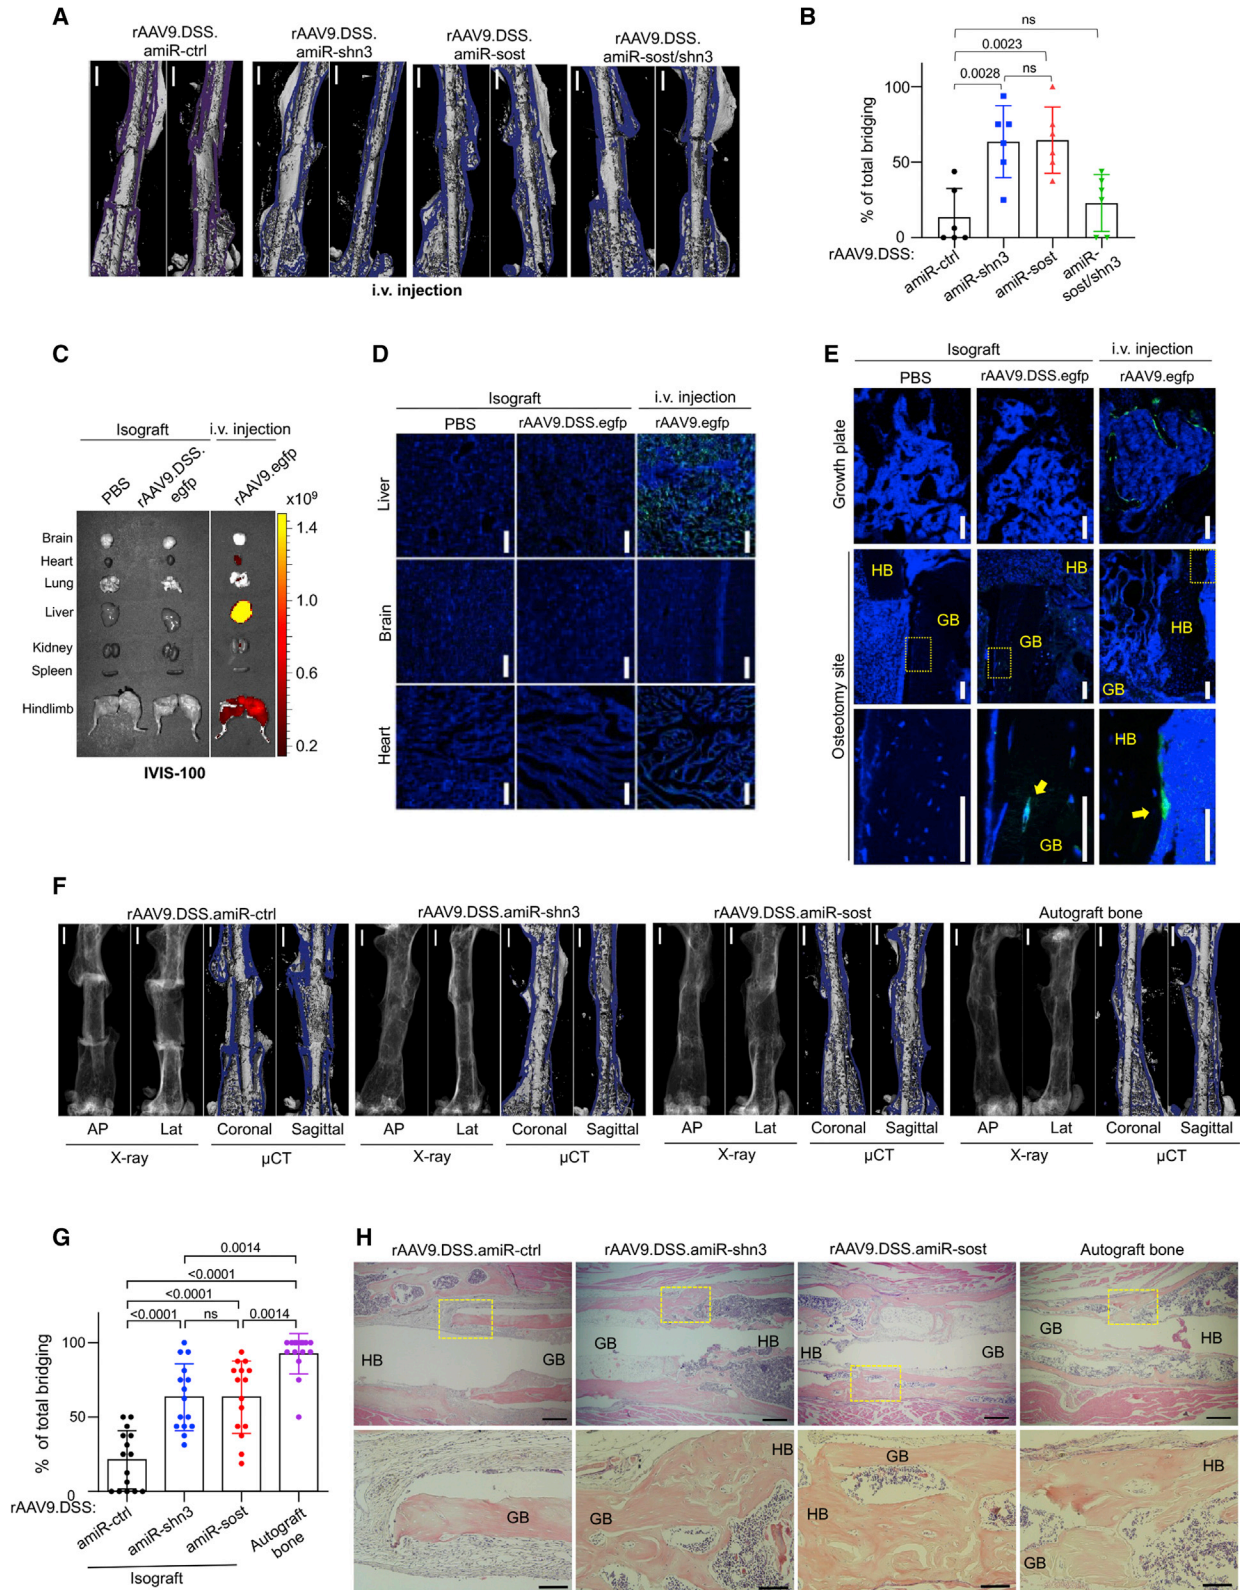 A
rAAV9.DSS.
amiR-ctrl
rAAV9.DSS.
amiR-shn3
rAAV9.DSS.
amiR-sost
rAAV9.DSS.
amiR-sost/shn3
i.v. injection
B
ns
0.0023
0.0028
ns
100
50
0
% of total bridging
rAAV9.DSS:
amiR-ctrl
amiR-shn3
amiR-sost
amiR-
sost/shn3
C
Isograft
i.v. injection
PBS
rAAV9.DSS.
egfp
rAAV9.egfp
x10⁹
1.4
1.0
0.6
0.2
Brain
Heart
Lung
Liver
Kidney
Spleen
Hindlimb
IVIS-100
D
Isograft
i.v. injection
PBS
rAAV9.DSS.egfp
rAAV9.egfp
Liver
Brain
Heart
E
Isograft
i.v. injection
PBS
rAAV9.DSS.egfp
rAAV9.egfp
Growth plate
Osteotomy site
HB
GB
HB
GB
HB
GB
GB
HB
F
rAAV9.DSS.amiR-ctrl
rAAV9.DSS.amiR-shn3
rAAV9.DSS.amiR-sost
Autograft bone
AP Lat Coronal Sagittal
X-ray µCT
AP Lat Coronal Sagittal
X-ray µCT
AP Lat Coronal Sagittal
X-ray µCT
AP Lat Coronal Sagittal
X-ray µCT
G
0.0014
<0.0001
<0.0001
<0.0001
ns
0.0014
100
50
0
% of total bridging
rAAV9.DSS:
amiR-ctrl
amiR-shn3
amiR-sost
Autograft
bone
Isograft
H
rAAV9.DSS.amiR-ctrl
rAAV9.DSS.amiR-shn3
rAAV9.DSS.amiR-sost
Autograft bone
HB GB
GB HB
HB GB
GB HB
GB
GB HB
GB HB
GB HB